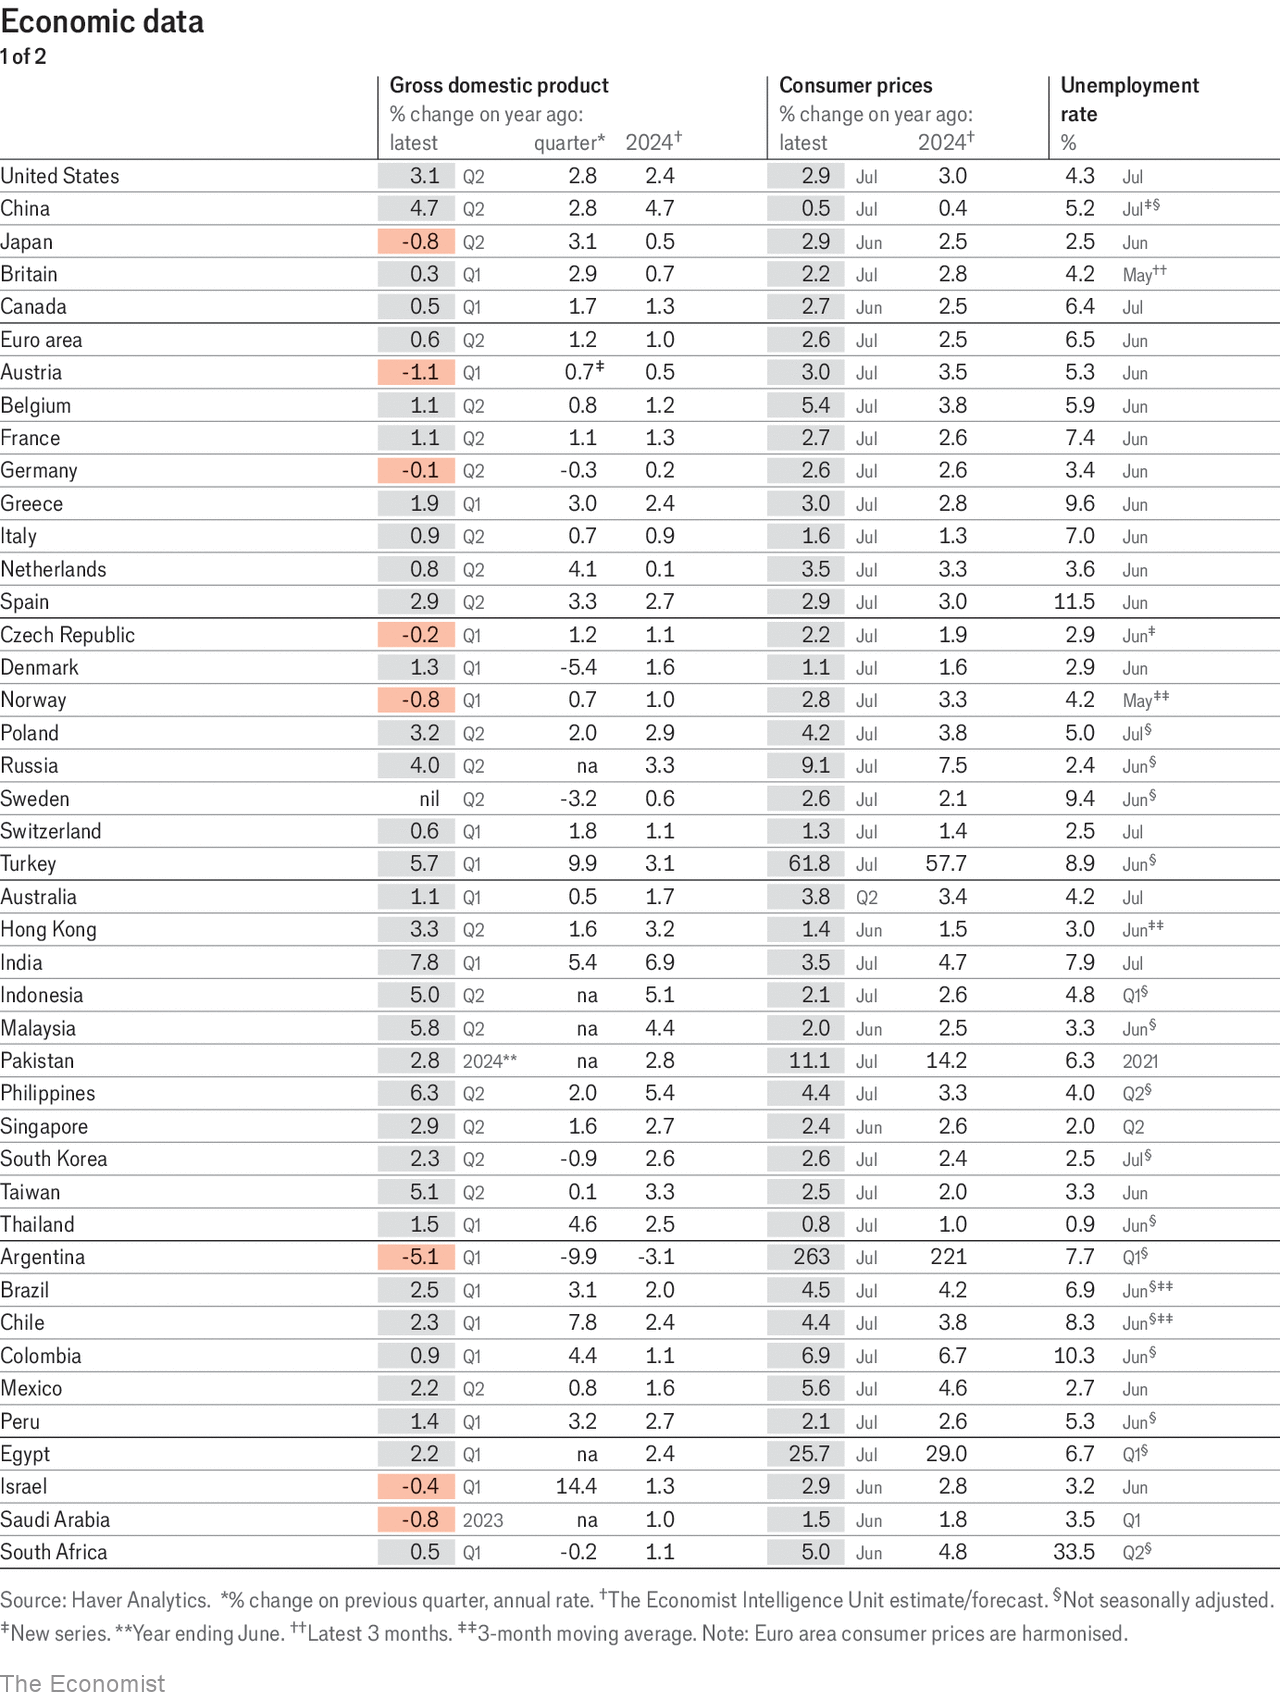 Economic data
1 of 2
Gross domestic product Consumer prices Unemployment
% change on year ago: % change on year ago: rate
latest quarter* 2024† latest 2024† %
United States 3.1 Q2 2.8 2.4 2.9 Jul 3.0 4.3 Jul
China 4.7 Q2 2.8 4.7 0.5 Jul 0.4 5.2 Jul‡§
Japan -0.8 Q2 3.1 0.5 2.9 Jun 2.5 2.5 Jun
Britain 0.3 Q1 2.9 0.7 2.2 Jul 2.8 4.2 May††
Canada 0.5 Q1 1.7 1.3 2.7 Jun 2.5 6.4 Jul
Euro area 0.6 Q2 1.2 1.0 2.6 Jul 2.5 6.5 Jun
Austria -1.1 Q1 0.7‡ 0.5 3.0 Jul 3.5 5.3 Jun
Belgium 1.1 Q2 0.8 1.2 5.4 Jul 3.8 5.9 Jun
France 1.1 Q2 1.1 1.3 2.7 Jul 2.6 7.4 Jun
Germany -0.1 Q2 -0.3 0.2 2.6 Jul 2.6 3.4 Jun
Greece 1.9 Q1 3.0 2.4 3.0 Jul 2.8 9.6 Jun
Italy 0.9 Q2 0.7 0.9 1.6 Jul 1.3 7.0 Jun
Netherlands 0.8 Q2 4.1 0.1 3.5 Jul 3.3 3.6 Jun
Spain 2.9 Q2 3.3 2.7 2.9 Jul 3.0 11.5 Jun
Czech Republic -0.2 Q1 1.2 1.1 2.2 Jul 1.9 2.9 Jun‡
Denmark 1.3 Q1 -5.4 1.6 1.1 Jul 1.6 2.9 Jun
Norway -0.8 Q1 0.7 1.0 2.8 Jul 3.3 4.2 May‡‡
Poland 3.2 Q2 2.0 2.9 4.2 Jul 3.8 5.0 Jul§
Russia 4.0 Q2 na 3.3 9.1 Jul 7.5 2.4 Jun§
Sweden nil Q2 -3.2 0.6 2.6 Jul 2.1 9.4 Jun§
Switzerland 0.6 Q1 1.8 1.1 1.3 Jul 1.4 2.5 Jul
Turkey 5.7 Q1 9.9 3.1 61.8 Jul 57.7 8.9 Jun§
Australia 1.1 Q1 0.5 1.7 3.8 Q2 3.4 4.2 Jul
Hong Kong 3.3 Q2 1.6 3.2 1.4 Jun 1.5 3.0 Jun‡‡
India 7.8 Q1 5.4 6.9 3.5 Jul 4.7 7.9 Jul
Indonesia 5.0 Q2 na 5.1 2.1 Jul 2.6 4.8 Q1§
Malaysia 5.8 Q2 na 4.4 2.0 Jun 2.5 3.3 Jun§
Pakistan 2.8 2024** na 2.8 11.1 Jul 14.2 6.3 2021
Philippines 6.3 Q2 2.0 5.4 4.4 Jul 3.3 4.0 Q2§
Singapore 2.9 Q2 1.6 2.7 2.4 Jun 2.6 2.0 Q2
South Korea 2.3 Q2 -0.9 2.6 2.6 Jul 2.4 2.5 Jul§
Taiwan 5.1 Q2 0.1 3.3 2.5 Jul 2.0 3.3 Jun
Thailand 1.5 Q1 4.6 2.5 0.8 Jul 1.0 0.9 Jun§
Argentina -5.1 Q1 -9.9 -3.1 263 Jul 221 7.7 Q1§
Brazil 2.5 Q1 3.1 2.0 4.5 Jul 4.2 6.9 Jun§‡‡
Chile 2.3 Q1 7.8 2.4 4.4 Jul 3.8 8.3 Jun§‡‡
Colombia 0.9 Q1 4.4 1.1 6.9 Jul 6.7 10.3 Jun§
Mexico 2.2 Q2 0.8 1.6 5.6 Jul 4.6 2.7 Jun
Peru 1.4 Q1 3.2 2.7 2.1 Jul 2.6 5.3 Jun§
Egypt 2.2 Q1 na 2.4 25.7 Jul 29.0 6.7 Q1§
Israel -0.4 Q1 14.4 1.3 2.9 Jun 2.8 3.2 Jun
Saudi Arabia -0.8 2023 na 1.0 1.5 Jun 1.8 3.5 Q1
South Africa 0.5 Q1 -0.2 1.1 5.0 Jun 4.8 33.5 Q2§
Source: Haver Analytics. *% change on previous quarter, annual rate. †The Economist Intelligence Unit estimate/forecast. §Not seasonally adjusted.
‡New series. **Year ending June. ††Latest 3 months. ‡‡3-month moving average. Note: Euro area consumer prices are harmonised.
The Economist